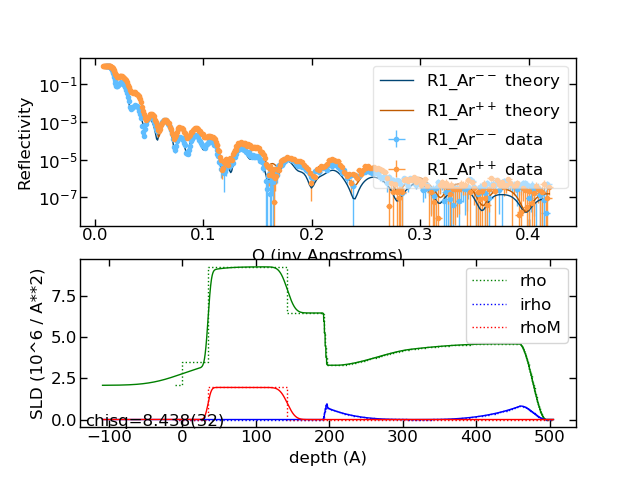 Reflectivity
10⁻¹
10⁻³
10⁻⁵
10⁻⁷
R1_Ar⁻⁻ theory
R1_Ar⁺⁺ theory
R1_Ar⁻⁻ data
R1_Ar⁺⁺ data
0.0 0.1 0.2 0.3 0.4
Q (inv Angstroms)
SLD (10^6 / A**2)
7.5
5.0
2.5
0.0
rho
irho
rhoM
chisq=8.438(32)
−100 0 100 200 300 400 500
depth (A)